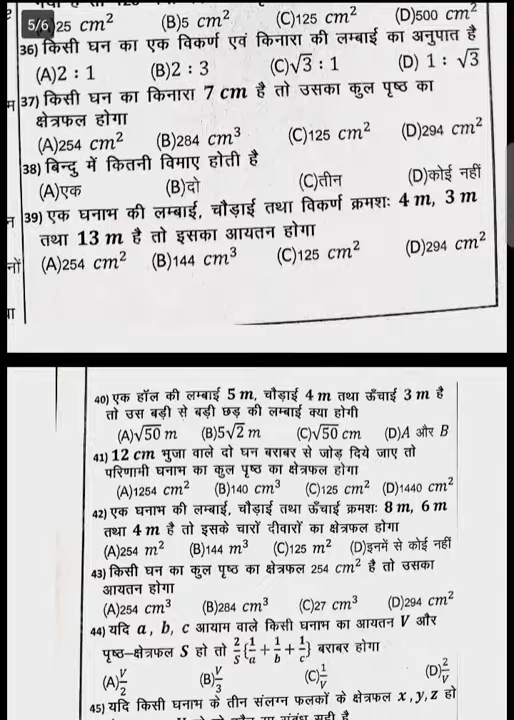 5/6 25 cm² (B)5 cm² (C)125 cm² (D)500 cm²
36) किसी घन का एक विकर्ण एवं किनारा की लम्बाई का अनुपात है
(A)2 : 1 (B)2 : 3 (C)√3 : 1 (D) 1 : √3
37) किसी घन का किनारा 7 cm है तो उसका कुल पृष्ठ का
क्षेत्रफल होगा
(A)254 cm² (B)284 cm³ (C)125 cm² (D)294 cm²
38) बिन्दु में कितनी विमाए होती है
(A)एक (B)दो (C)तीन (D)कोई नहीं
39) एक घनाभ की लम्बाई, चौड़ाई तथा विकर्ण क्रमशः 4 m, 3 m
तथा 13 m है तो इसका आयतन होगा
(A)254 cm² (B)144 cm³ (C)125 cm² (D)294 cm²
40) एक हॉल की लम्बाई 5 m, चौड़ाई 4 m तथा ऊँचाई 3 m है
तो उस बड़ी से बड़ी छड़ की लम्बाई क्या होगी
(A)√50 m (B)5√2 m (C)√50 cm (D)A और B
41) 12 cm भुजा वाले दो घन बराबर से जोड़ दिये जाए तो
परिणामी घनाभ का कुल पृष्ठ का क्षेत्रफल होगा
(A)1254 cm² (B)140 cm³ (C)125 cm² (D)1440 cm²
42) एक घनाभ की लम्बाई, चौड़ाई तथा ऊँचाई क्रमशः 8 m, 6 m
तथा 4 m है तो इसके चारों दीवारों का क्षेत्रफल होगा
(A)254 m² (B)144 m³ (C)125 m² (D)इनमें से कोई नहीं
43) किसी घन का कुल पृष्ठ का क्षेत्रफल 254 cm² है तो उसका
आयतन होगा
(A)254 cm³ (B)284 cm³ (C)27 cm³ (D)294 cm²
44) यदि a, b, c आयाम वाले किसी घनाभ का आयतन V और
पृष्ठ-क्षेत्रफल S हो तो 2/S {1/a + 1/b + 1/c} बराबर होगा
(A) V/2 (B) V/3 (C) 1/V (D) 2/V
45) यदि किसी घनाभ के तीन संलग्न फलकों के क्षेत्रफल x, y, z हो